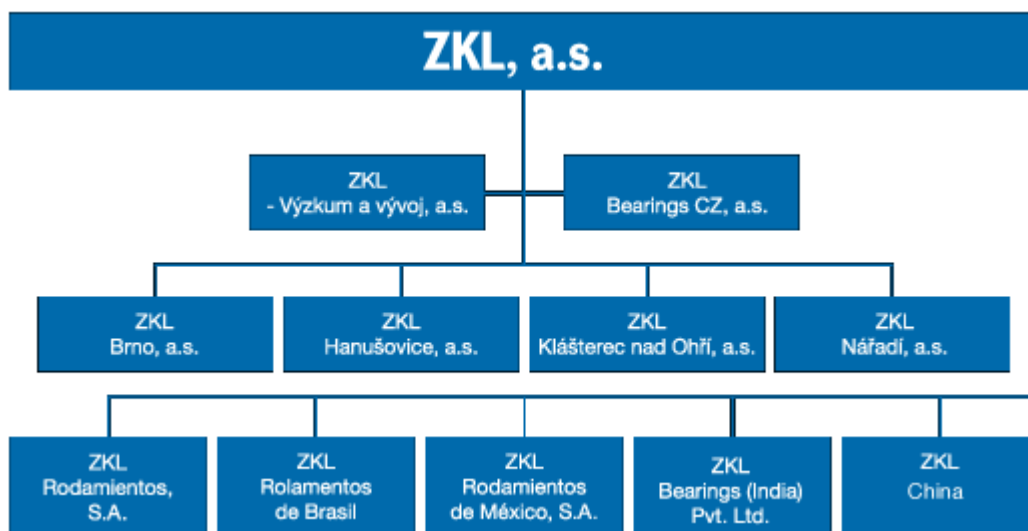 ZKL, a.s.
ZKL
- Výzkum a vývoj, a.s.
ZKL
Bearings CZ, a.s.
ZKL
Brno, a.s.
ZKL
Hanušovice, a.s.
ZKL
Klášterec nad Ohří, a.s.
ZKL
Nářadí, a.s.
ZKL
Rodamientos,
S.A.
ZKL
Rolamentos
de Brasil
ZKL
Rodamientos
de México, S.A.
ZKL
Bearings (India)
Pvt. Ltd.
ZKL
China